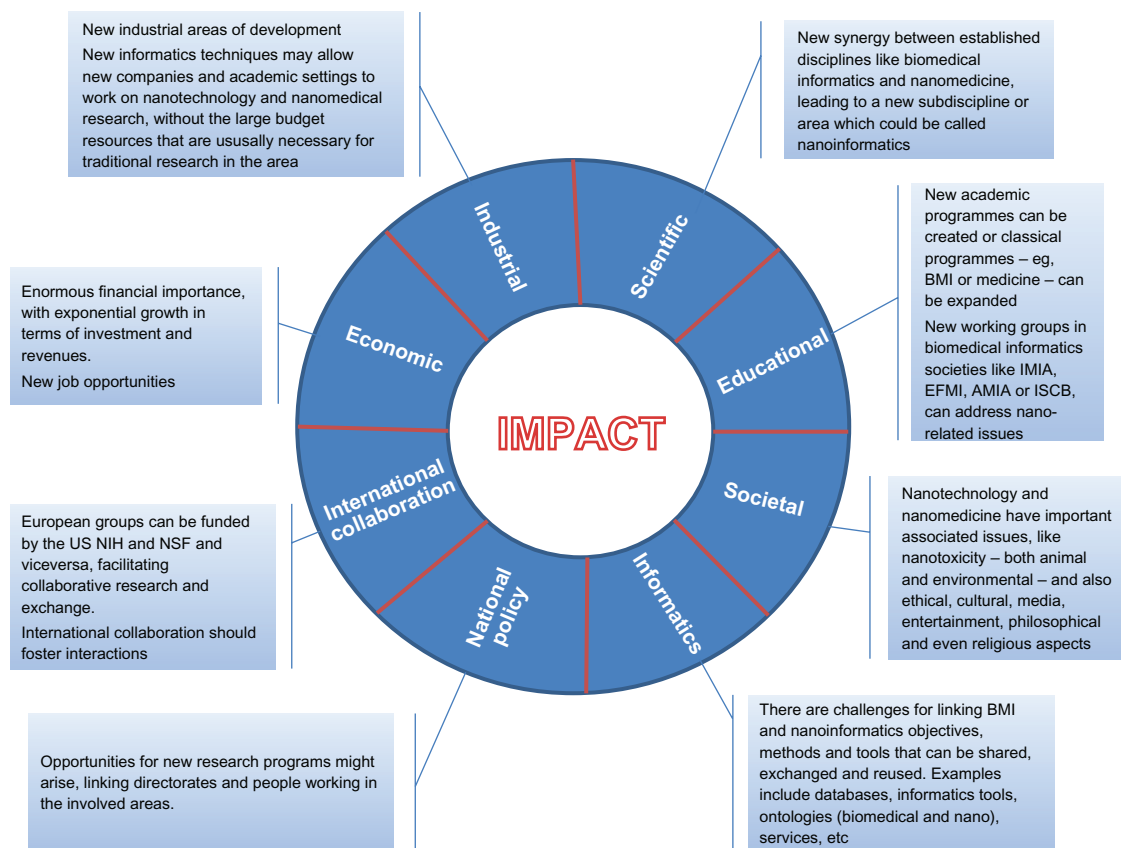 New industrial areas of development
New informatics techniques may allow
new companies and academic settings to
work on nanotechnology and nanomedical
research, without the large budget
resources that are ususally necessary for
traditional research in the area
New synergy between established
disciplines like biomedical
informatics and nanomedicine,
leading to a new subdiscipline or
area which could be called
nanoinformatics
New academic
programmes can be
created or classical
programmes – eg,
BMI or medicine – can
be expanded
New working groups in
biomedical informatics
societies like IMIA,
EFMI, AMIA or ISCB,
can address nano-
related issues
Enormous financial importance,
with exponential growth in
terms of investment and
revenues.
New job opportunities
Industrial
Scientific
Economic
Educational
IMPACT
International
collaboration
Societal
National
policy
Informatics
European groups can be funded
by the US NIH and NSF and
viceversa, facilitating
collaborative research and
exchange.
International collaboration should
foster interactions
Nanotechnology and
nanomedicine have important
associated issues, like
nanotoxicity – both animal
and environmental – and also
ethical, cultural, media,
entertainment, philosophical
and even religious aspects
Opportunities for new research programs might
arise, linking directorates and people working in
the involved areas.
There are challenges for linking BMI
and nanoinformatics objectives,
methods and tools that can be shared,
exchanged and reused. Examples
include databases, informatics tools,
ontologies (biomedical and nano),
services, etc